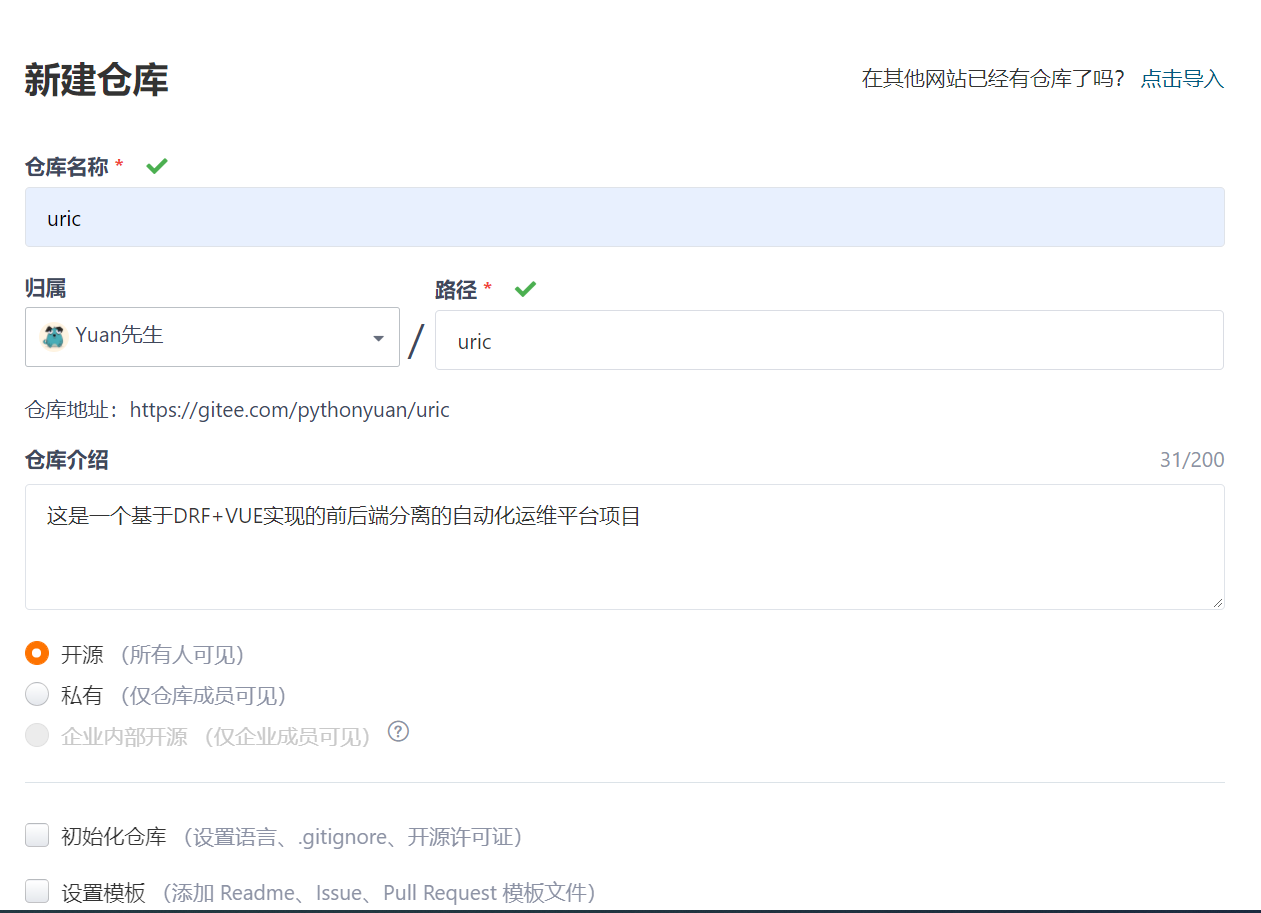 新建仓库
在其他网站已经有仓库了吗? 点击导入
仓库名称 *
uric
归属
路径 *
Yuan先生 / uric
仓库地址：https://gitee.com/pythonyuan/uric
仓库介绍 31/200
这是一个基于DRF+VUE实现的前后端分离的自动化运维平台项目
开源 （所有人可见）
私有 （仅仓库成员可见）
企业内部开源 （仅企业成员可见） ?
初始化仓库 （设置语言、.gitignore、开源许可证）
设置模板 （添加 Readme、Issue、Pull Request 模板文件）